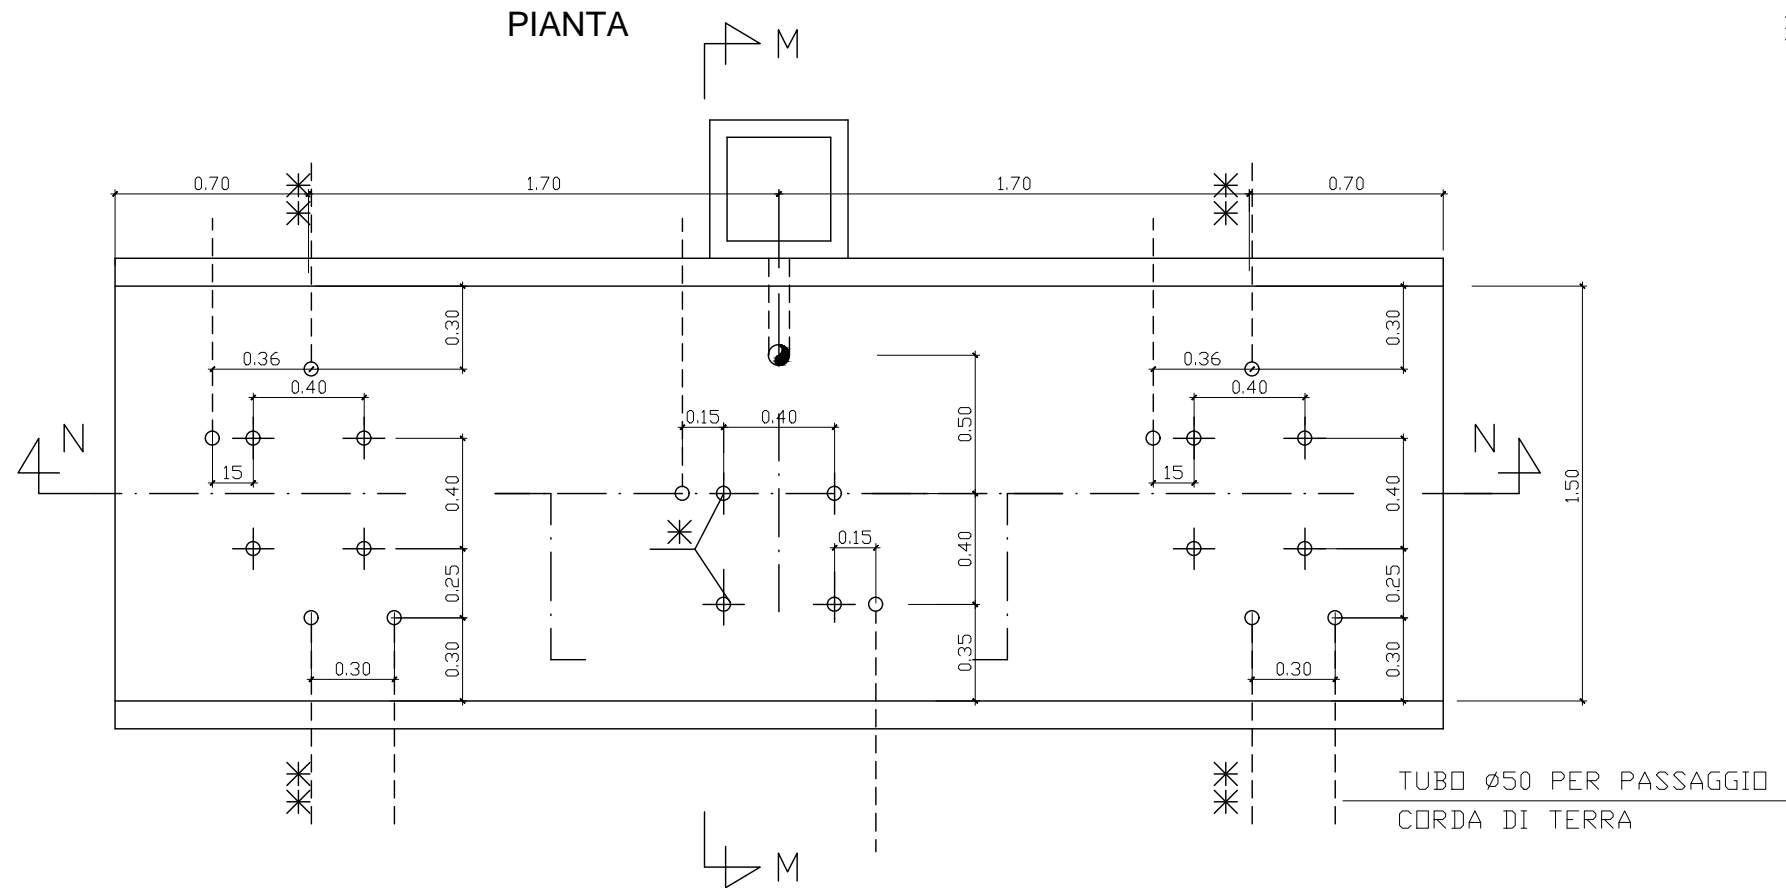 PIANTA
M
0.70 1.70 1.70 0.70
0.30 0.30
0.36 0.36
0.40 0.40
0.15 0.40
0.50
N N
15 15
0.40 0.40
1.50
0.15
0.40
0.25 0.25
0.35
0.30 0.30
0.30 0.30
TUBO ø50 PER PASSAGGIO
CORDA DI TERRA
M